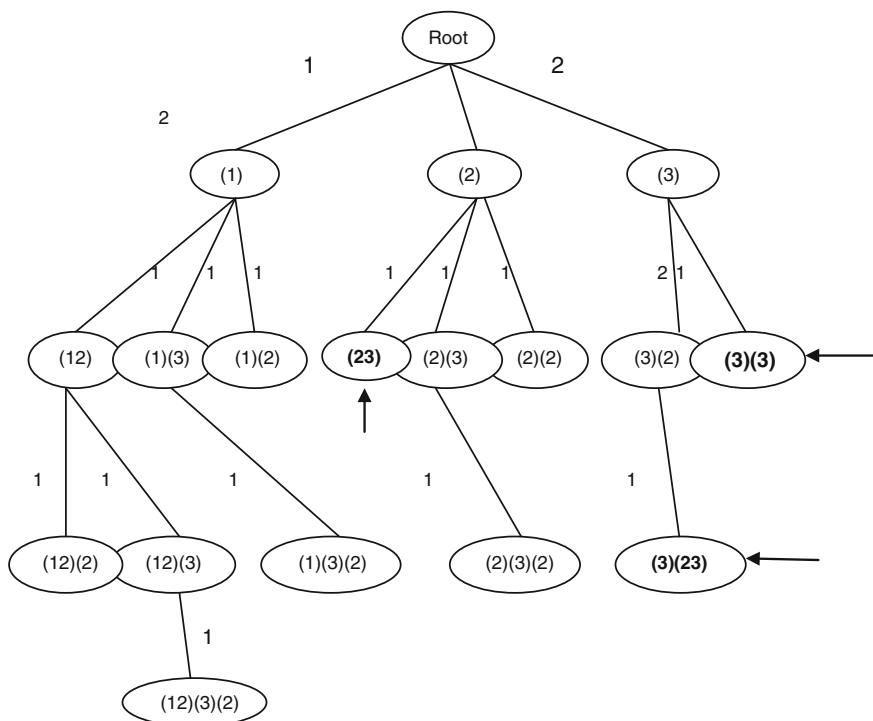 Root
1 2
2
(1) (2) (3)
1 1 1 1 1 1 2 1
(12) (1)(3) (1)(2) (23) (2)(3) (2)(2) (3)(2) (3)(3)
1 1 1 1 1
(12)(2) (12)(3) (1)(3)(2) (2)(3)(2) (3)(23)
1
(12)(3)(2)